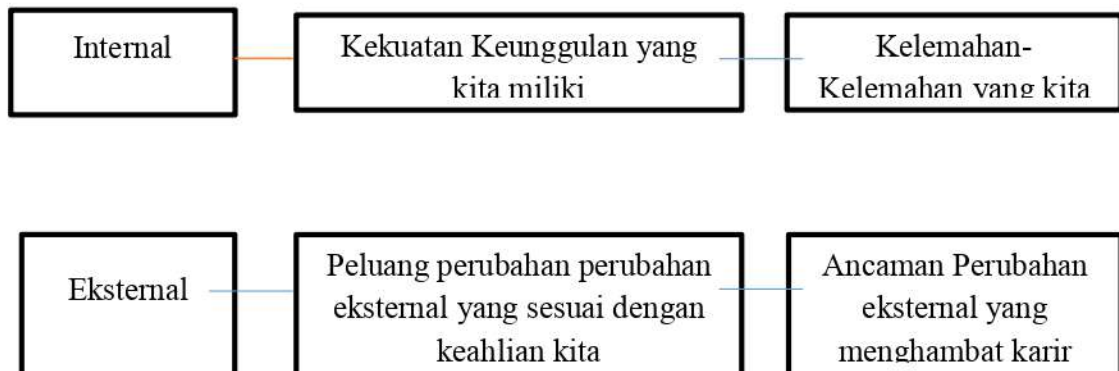 Internal
Kekuatan Keunggulan yang
kita miliki
Kelemahan-
Kelemahan yang kita
Eksternal
Peluang perubahan perubahan
eksternal yang sesuai dengan
keahlian kita
Ancaman Perubahan
eksternal yang
menghambat karir